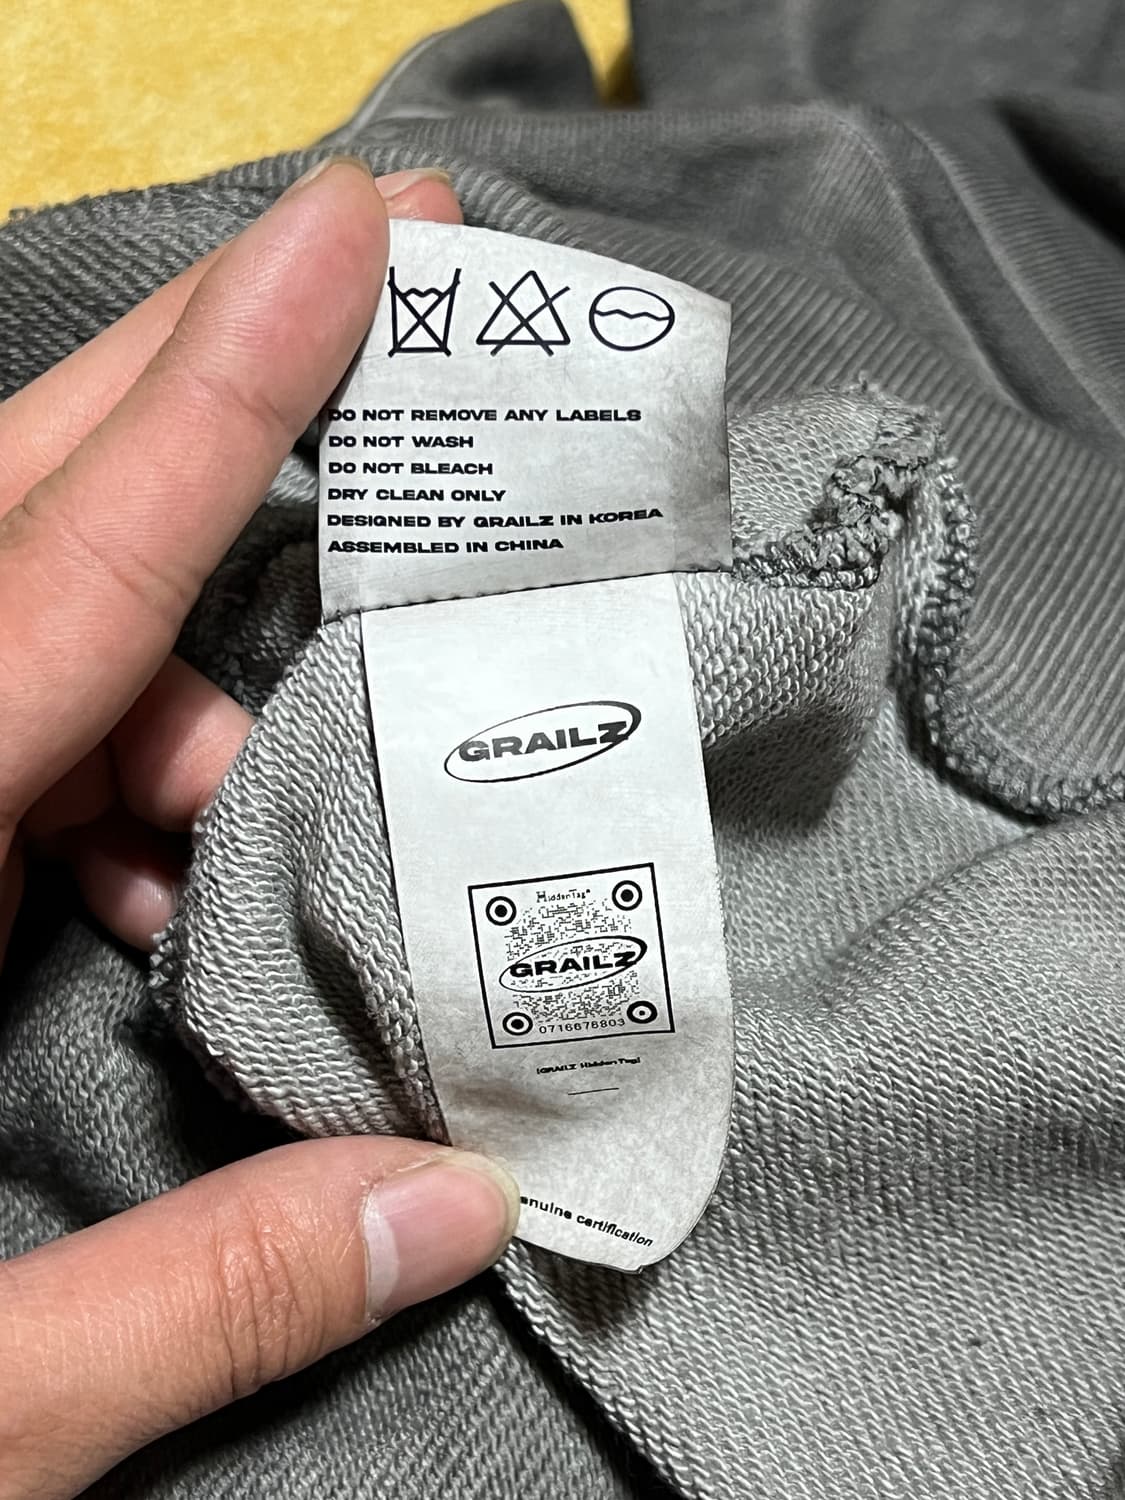 DO NOT REMOVE ANY LABELS
DO NOT WASH
DO NOT BLEACH
DRY CLEAN ONLY
DESIGNED BY GRAILZ IN KOREA
ASSEMBLED IN CHINA
GRAILZ
HiddenTag®
GRAILZ
0716678803
[GRAILZ Hidden Tag]
enuine certification